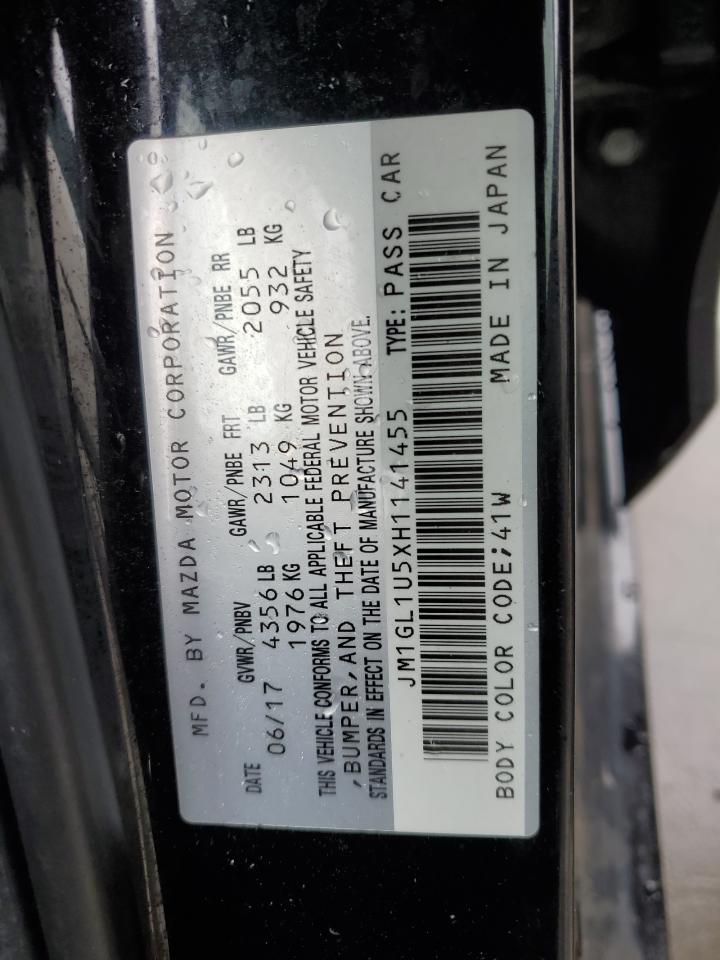 MFD. BY MAZDA MOTOR CORPORATION
DATE GVWR/PNBV GAWR/PNBE FRT GAWR/PNBE RR
06/17 4356 LB 2313 LB 2055 LB
1976 KG 1049 KG 932 KG
THIS VEHICLE CONFORMS TO ALL APPLICABLE FEDERAL MOTOR VEHICLE SAFETY
,BUMPER,AND THEFT PREVENTION
STANDARDS IN EFFECT ON THE DATE OF MANUFACTURE SHOWN ABOVE.
JM1GL1U5XH1141455 TYPE: PASS CAR
BODY COLOR CODE;41W MADE IN JAPAN